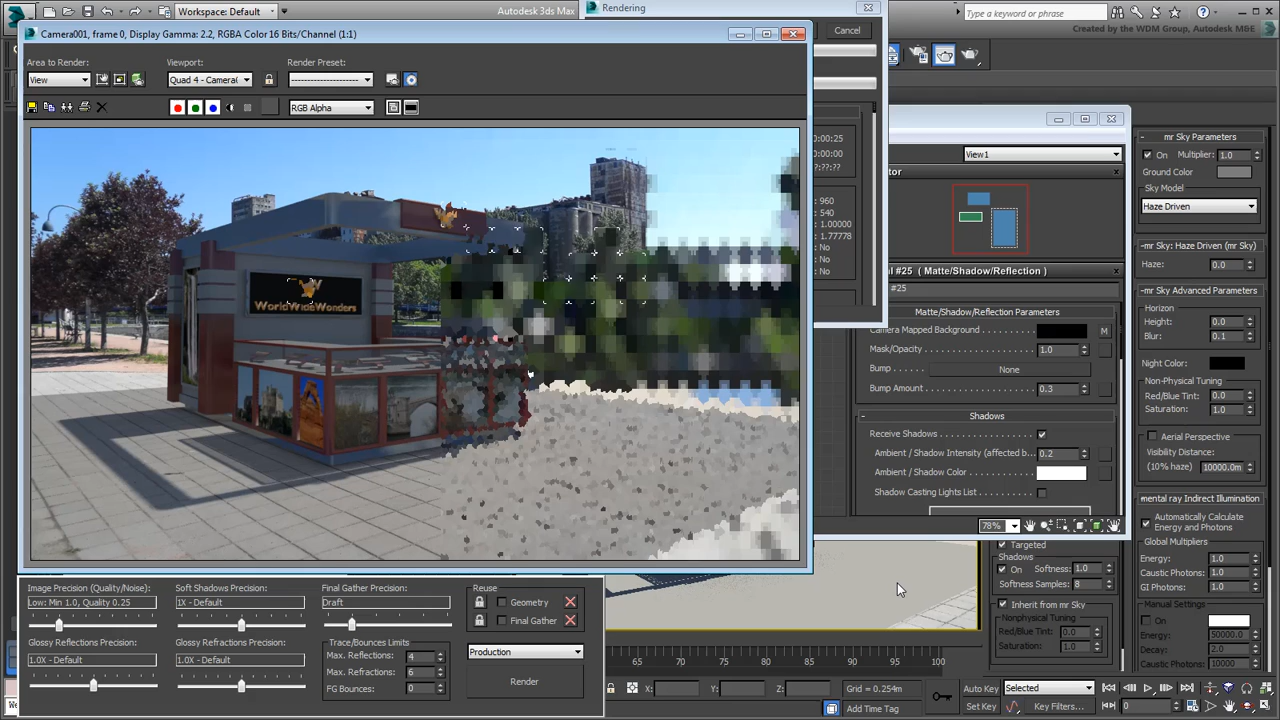 Workspace: Default
Autodesk 3ds Max
Rendering
Type a keyword or phrase
Created by the WDM Group, Autodesk M&E
Cancel
Camera001, frame 0, Display Gamma: 2.2, RGBA Color 16 Bits/Channel (1:1)
Area to Render:
View
Viewport:
Quad 4 - Camera
Render Preset:
Production
RGB Alpha
WorldWideWonders
0:00:25
0:00:00
??:??
960
540
1.00000
1.77778
No
No
No
View1
l #25 ( Matte/Shadow/Reflection )
#25
Matte/Shadow/Reflection Parameters
Camera Mapped Background
M
Mask/Opacity
1.0
Bump
None
Bump Amount
0.3
Shadows
Receive Shadows
Ambient / Shadow Intensity (affected b...
0.2
Ambient / Shadow Color
Shadow Casting Lights List
78%
mr Sky Parameters
On
Multiplier:
1.0
Ground Color
Sky Model
Haze Driven
mr Sky: Haze Driven (mr Sky)
Haze:
0.0
mr Sky Advanced Parameters
Horizon
Height:
0.0
Blur:
0.1
Night Color:
Non-Physical Tuning
Red/Blue Tint:
0.0
Saturation:
1.0
Aerial Perspective
Visibility Distance:
(10% haze)
10000.0m
mental ray Indirect Illumination
Automatically Calculate
Energy and Photons
Global Multipliers
Energy:
1.0
Caustic Photons:
1.0
GI Photons:
1.0
Manual Settings
On
Energy:
50000.0
Decay:
2.0
Caustic Photons:
10000
Targeted
Shadows
On
Softness:
1.0
Softness Samples:
8
Inherit from mr Sky
Nonphysical Tuning
Red/Blue Tint:
0.0
Saturation:
1.0
Image Precision (Quality/Noise):
Low: Min 1.0, Quality 0.25
Soft Shadows Precision:
1X - Default
Final Gather Precision:
Draft
Glossy Reflections Precision:
1.0X - Default
Glossy Refractions Precision:
1.0X - Default
Trace/Bounces Limits
Max. Reflections:
4
Max. Refractions:
6
FG Bounces:
0
Reuse
Geometry
Final Gather
Production
Render
65 70 75 80 85 90 95 100
X:
Y:
Z:
Grid = 0.254m
Add Time Tag
Auto Key
Selected
Set Key
Key Filters...
0
We